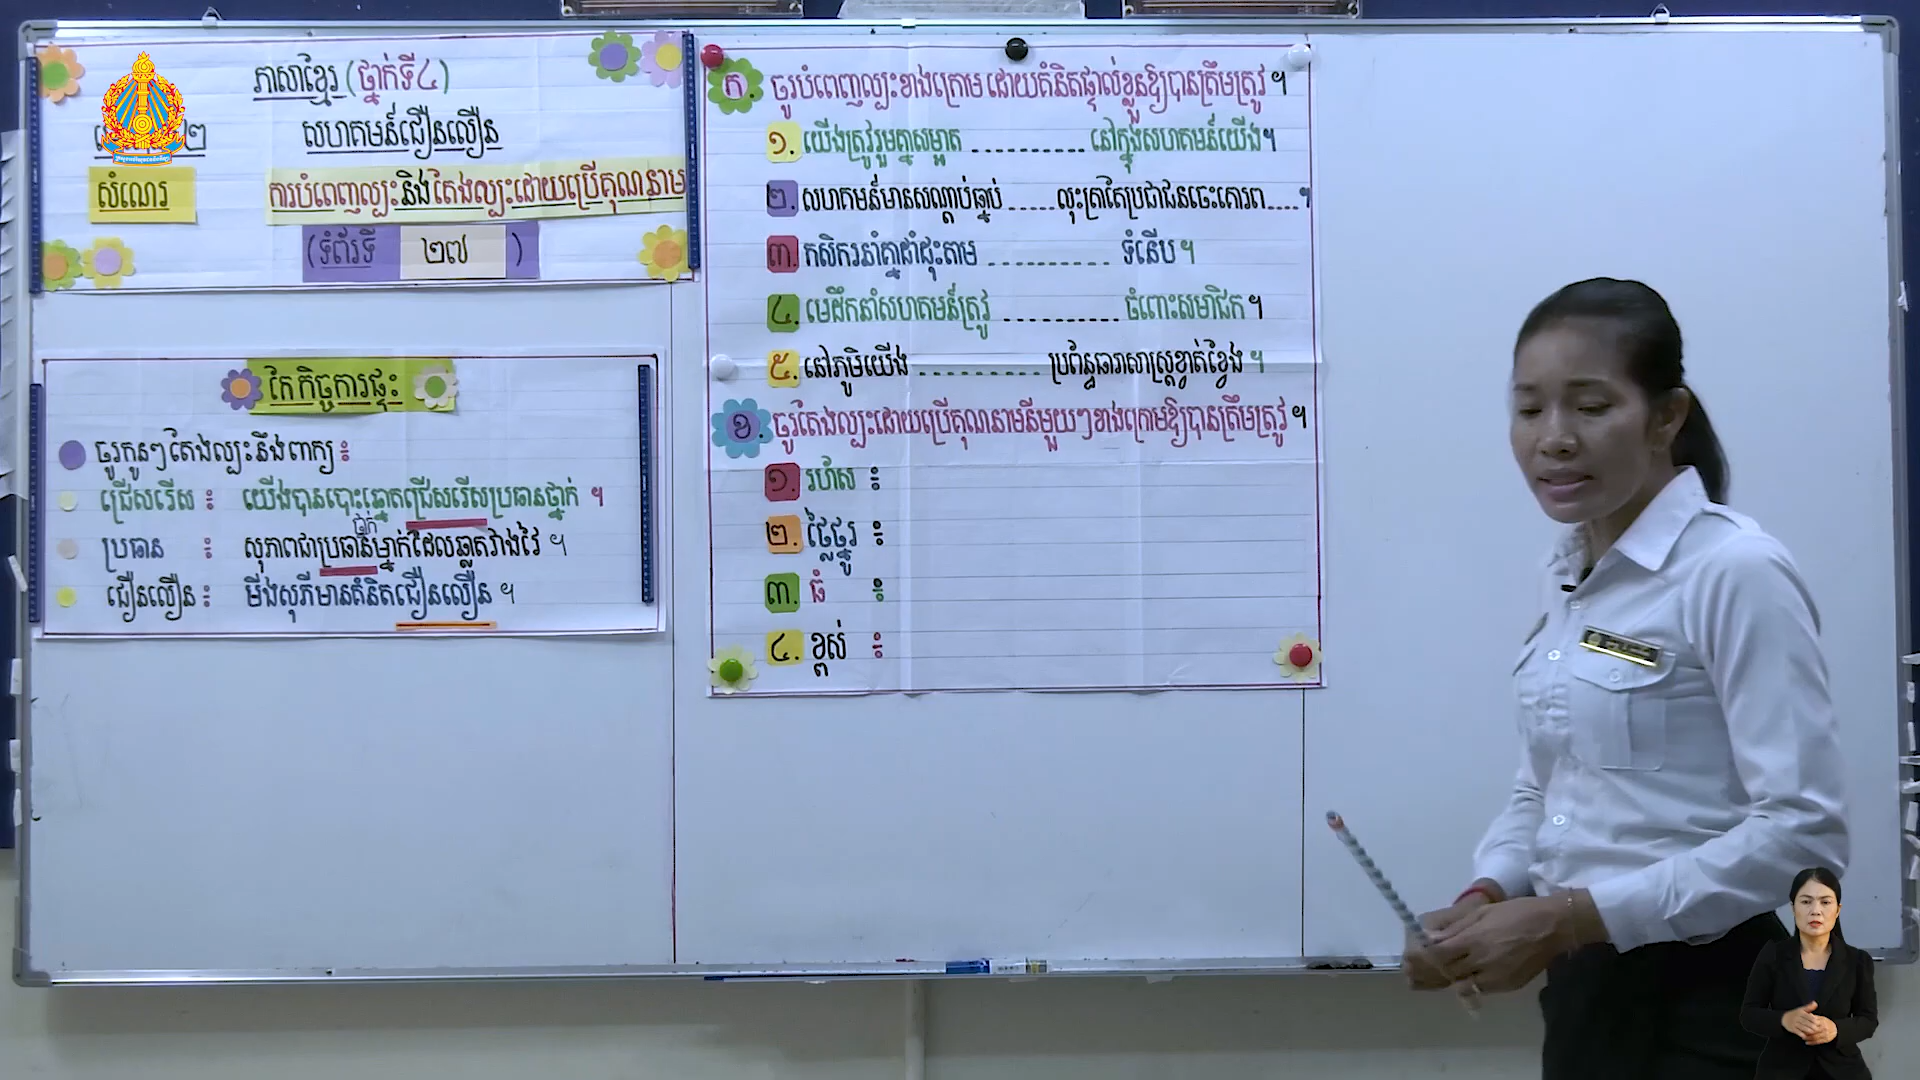 ភាសាខ្មែរ (ថ្នាក់ទី៤)
២ សហគមន៍ជឿនលឿន
សំណេរ ការបំពេញល្បះនិងតែងល្បះដោយប្រើគុណនាម
(ទំព័រទី ២៧ )
កែកិច្ចការផ្ទះ
ចូរកូនៗតែងល្បះនឹងពាក្យ ៖
ជ្រើសរើស ៖ យើងបានបោះឆ្នោតជ្រើសរើសប្រធានថ្នាក់ ។
ថ្នាក់
ប្រធាន ៖ សុភាពជាប្រធានម្នាក់ដែលឆ្លាតវាងវៃ ។
ជឿនលឿន ៖ មីងសុភីមានគំនិតជឿនលឿន ។
ក. ចូរបំពេញល្បះខាងក្រោម ដោយគំនិតផ្ទាល់ខ្លួនឱ្យបានត្រឹមត្រូវ ។
១. យើងត្រូវរួមគ្នាសម្អាត ........... នៅក្នុងសហគមន៍យើង។
២. សហគមន៍មានសណ្ដាប់ធ្នាប់ .....លុះត្រាតែប្រជាជនចេះគោរព....។
៣. កសិករនាំគ្នាដាំដុះតាម .......... ទំនើប ។
៤. មេដឹកនាំសហគមន៍ត្រូវ ........... ចំពោះសមាជិក ។
៥. នៅភូមិយើង ........... ប្រព័ន្ធធារាសាស្ត្រខ្វាត់ខ្វែង ។
ខ. ចូរតែងល្បះដោយប្រើគុណនាមនីមួយៗខាងក្រោមឱ្យបានត្រឹមត្រូវ ។
១. រហ័ស ៖
២. ថ្លៃថ្នូរ ៖
៣. ធំ ៖
៤. ខ្ពស់ ៖